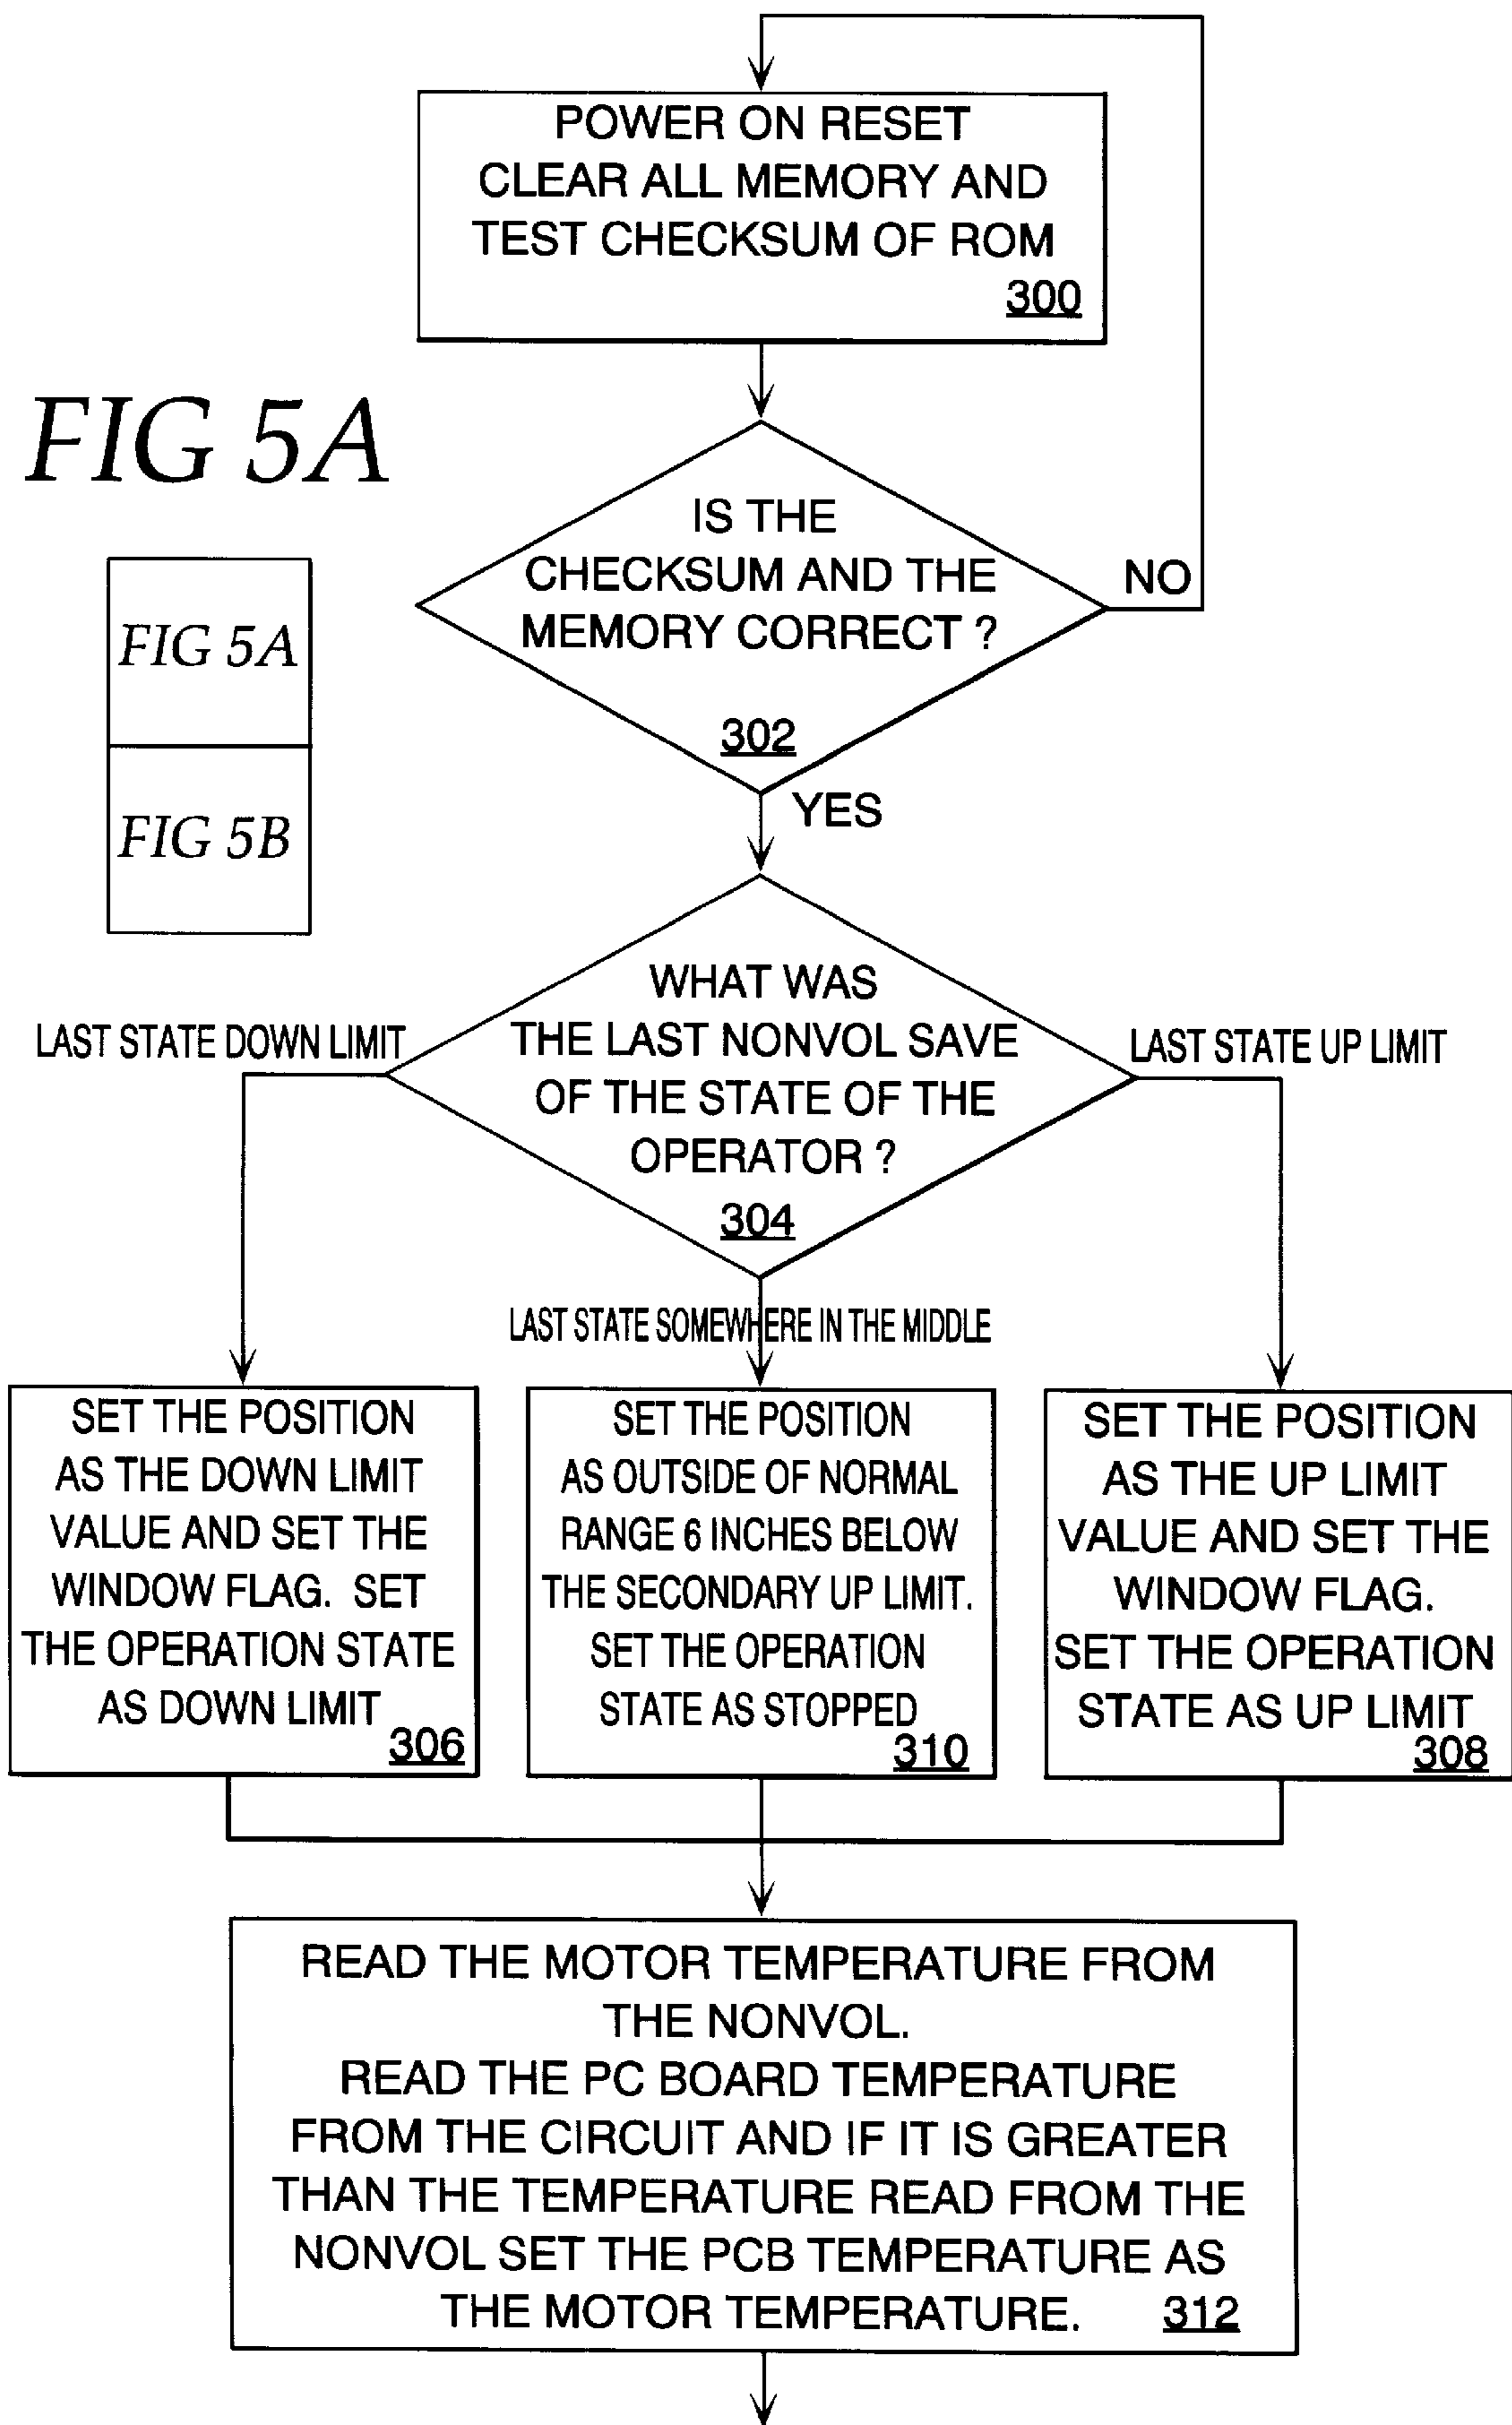 POWER ON RESET
CLEAR ALL MEMORY AND
TEST CHECKSUM OF ROM
300
FIG 5A
IS THE
CHECKSUM AND THE
MEMORY CORRECT ?
302
NO
FIG 5A
FIG 5B
YES
WHAT WAS
THE LAST NONVOL SAVE
OF THE STATE OF THE
OPERATOR ?
304
LAST STATE DOWN LIMIT
LAST STATE UP LIMIT
LAST STATE SOMEWHERE IN THE MIDDLE
SET THE POSITION
AS THE DOWN LIMIT
VALUE AND SET THE
WINDOW FLAG. SET
THE OPERATION STATE
AS DOWN LIMIT
306
SET THE POSITION
AS OUTSIDE OF NORMAL
RANGE 6 INCHES BELOW
THE SECONDARY UP LIMIT.
SET THE OPERATION
STATE AS STOPPED
310
SET THE POSITION
AS THE UP LIMIT
VALUE AND SET THE
WINDOW FLAG.
SET THE OPERATION
STATE AS UP LIMIT
308
READ THE MOTOR TEMPERATURE FROM
THE NONVOL.
READ THE PC BOARD TEMPERATURE
FROM THE CIRCUIT AND IF IT IS GREATER
THAN THE TEMPERATURE READ FROM THE
NONVOL SET THE PCB TEMPERATURE AS
THE MOTOR TEMPERATURE. 312